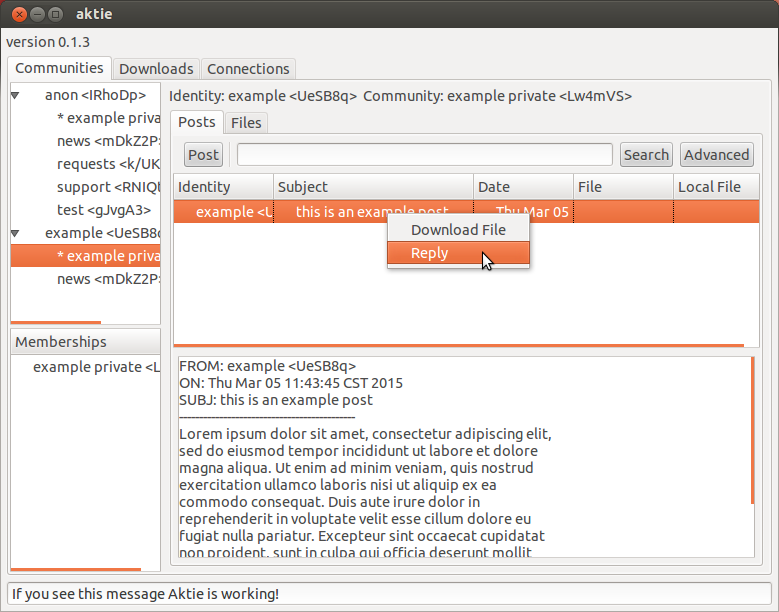 aktie
version 0.1.3
Communities Downloads Connections
anon <IRhoDp>
* example priva
news <mDkZ2P>
requests <k/UK
support <RNIQt
test <gJvgA3>
example <UeSB8q
* example priva
news <mDkZ2P>
Memberships
example private <L
Identity: example <UeSB8q> Community: example private <Lw4mVS>
Posts Files
Post Search Advanced
Identity Subject Date File Local File
example <U this is an example post Thu Mar 05
Download File
Reply
FROM: example <UeSB8q>
ON: Thu Mar 05 11:43:45 CST 2015
SUBJ: this is an example post
--------------------------------------------
Lorem ipsum dolor sit amet, consectetur adipiscing elit,
sed do eiusmod tempor incididunt ut labore et dolore
magna aliqua. Ut enim ad minim veniam, quis nostrud
exercitation ullamco laboris nisi ut aliquip ex ea
commodo consequat. Duis aute irure dolor in
reprehenderit in voluptate velit esse cillum dolore eu
fugiat nulla pariatur. Excepteur sint occaecat cupidatat
non proident, sunt in culpa qui officia deserunt mollit
If you see this message Aktie is working!